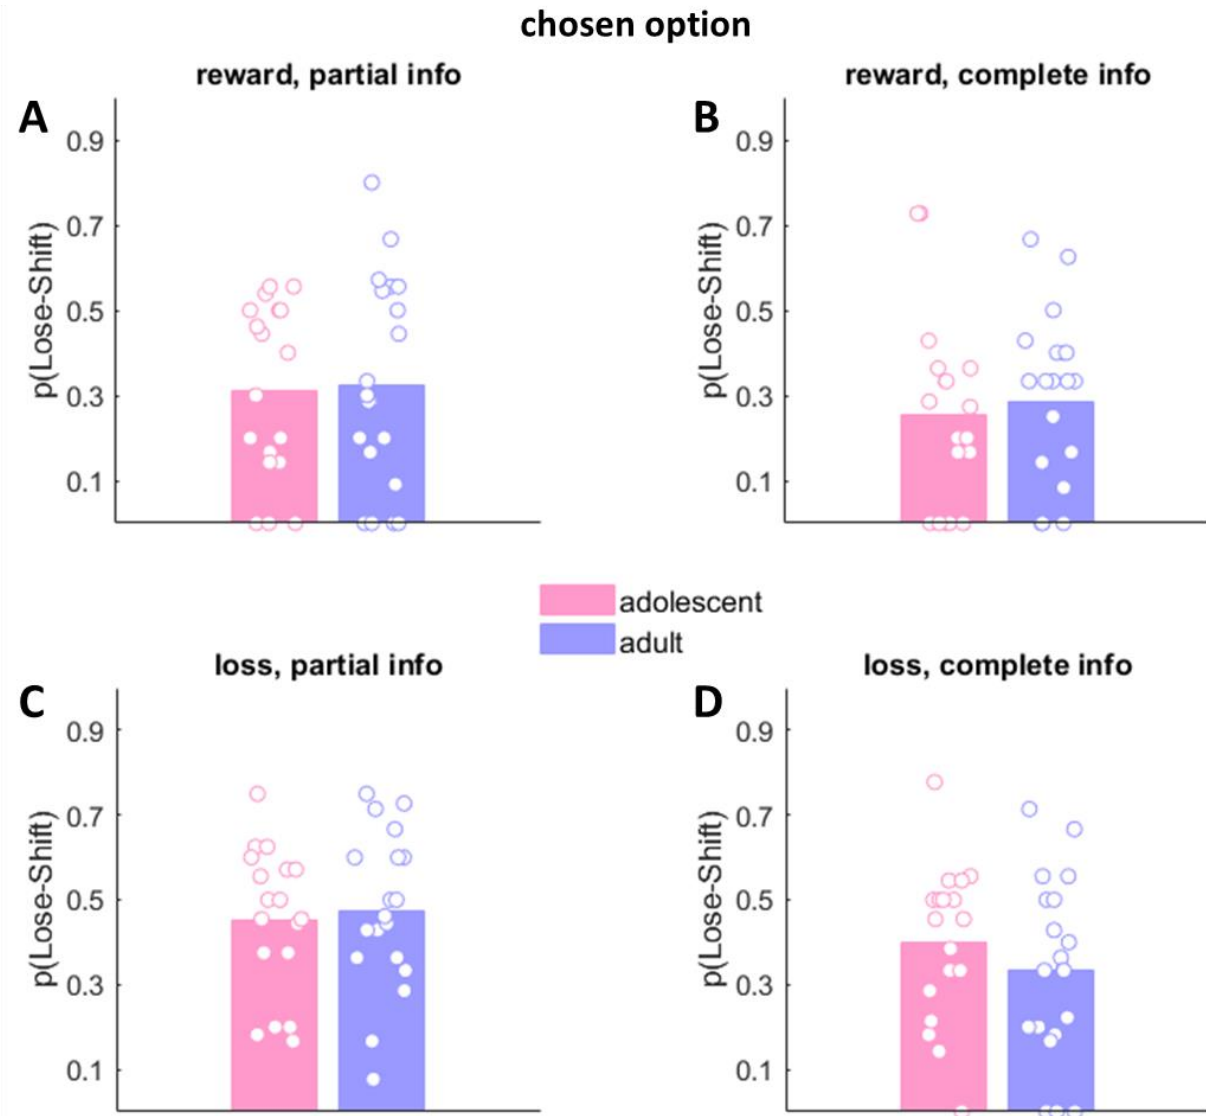 chosen option
reward, partial info
reward, complete info
A
B
0.9
0.7
0.5
0.3
0.1
p(Lose-Shift)
0.9
0.7
0.5
0.3
0.1
p(Lose-Shift)
adolescent
adult
loss, partial info
loss, complete info
C
D
0.9
0.7
0.5
0.3
0.1
p(Lose-Shift)
0.9
0.7
0.5
0.3
0.1
p(Lose-Shift)